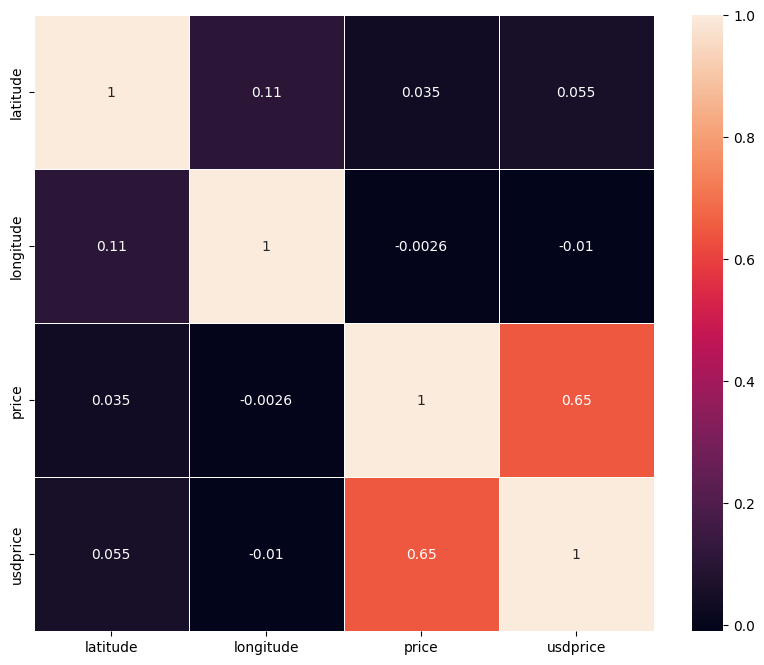 latitude 1 0.11 0.035 0.055
longitude 0.11 1 -0.0026 -0.01
price 0.035 -0.0026 1 0.65
usdprice 0.055 -0.01 0.65 1
latitude longitude price usdprice
1.0
0.8
0.6
0.4
0.2
0.0